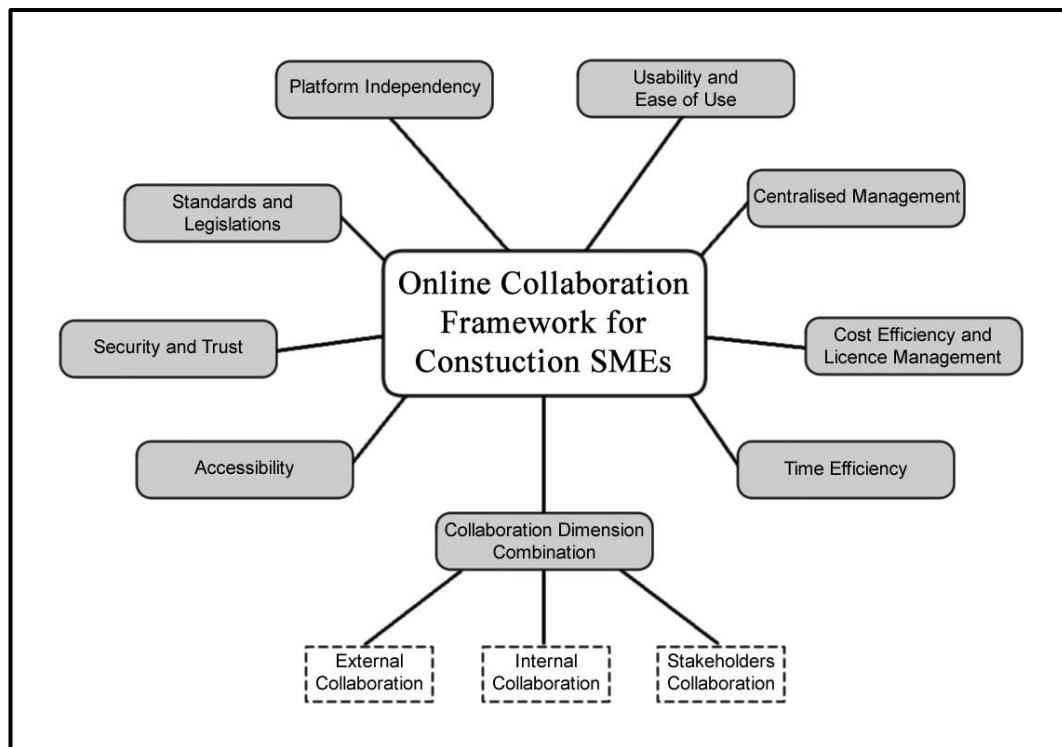 Platform Independency
Usability and
Ease of Use
Standards and
Legislations
Centralised Management
Online Collaboration
Framework for
Constuction SMEs
Security and Trust
Cost Efficiency and
Licence Management
Accessibility
Time Efficiency
Collaboration Dimension
Combination
External
Collaboration
Internal
Collaboration
Stakeholders
Collaboration